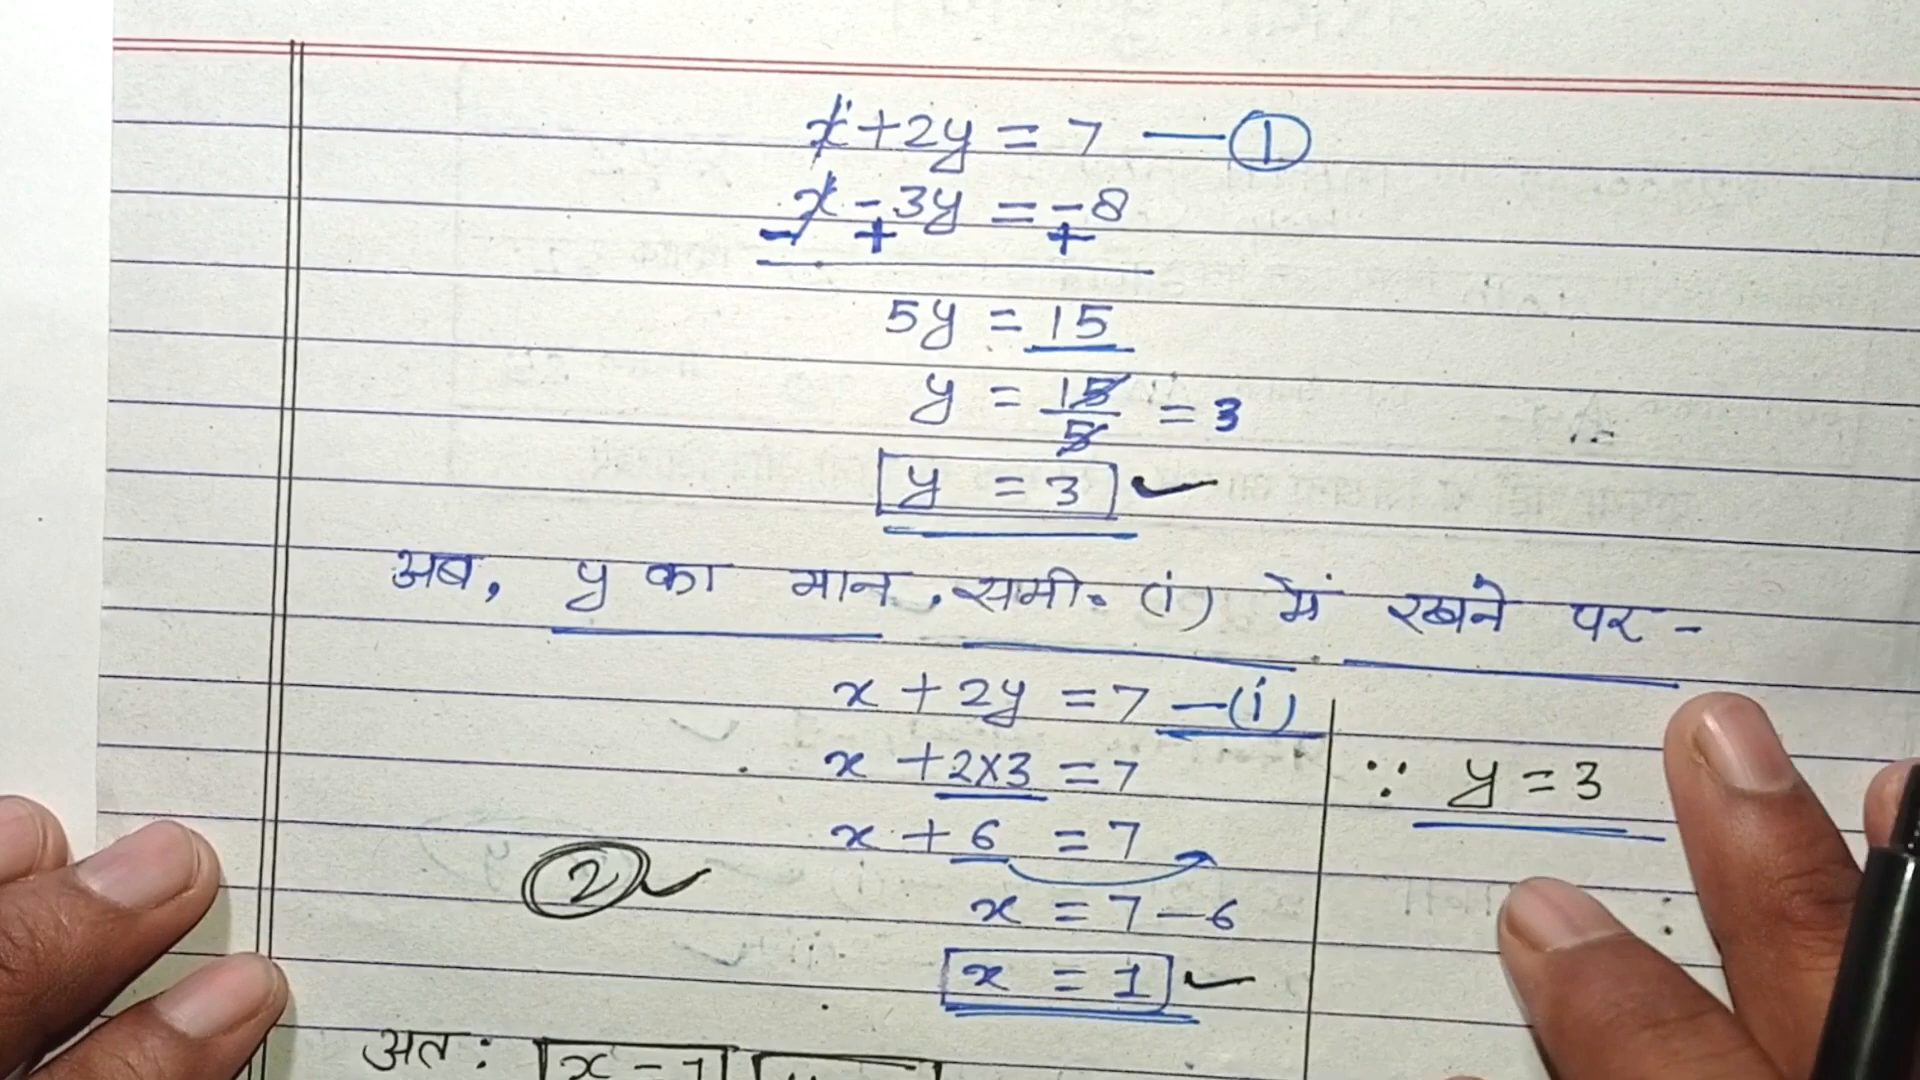 x + 2y = 7 — 1
x - 3y = -8
- + +
5y = 15
y = 15/5 = 3
y = 3 ✓
अब, y का मान, समी० (i) में रखने पर -
x + 2y = 7 — (i)
x + 2×3 = 7 ∵ y = 3
x + 6 = 7
2 ✓
x = 7 - 6
x = 1 ✓
अत: